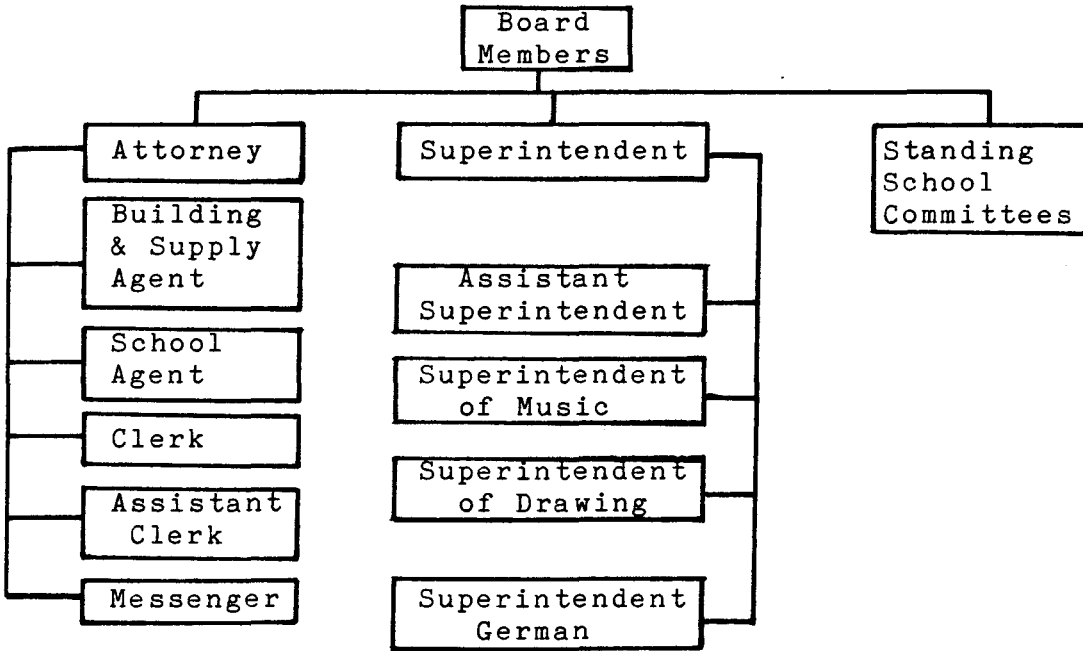 Board
Members
Attorney
Building
& Supply
Agent
School
Agent
Clerk
Assistant
Clerk
Messenger
Superintendent
Assistant
Superintendent
Superintendent
of Music
Superintendent
of Drawing
Superintendent
German
Standing
School
Committees